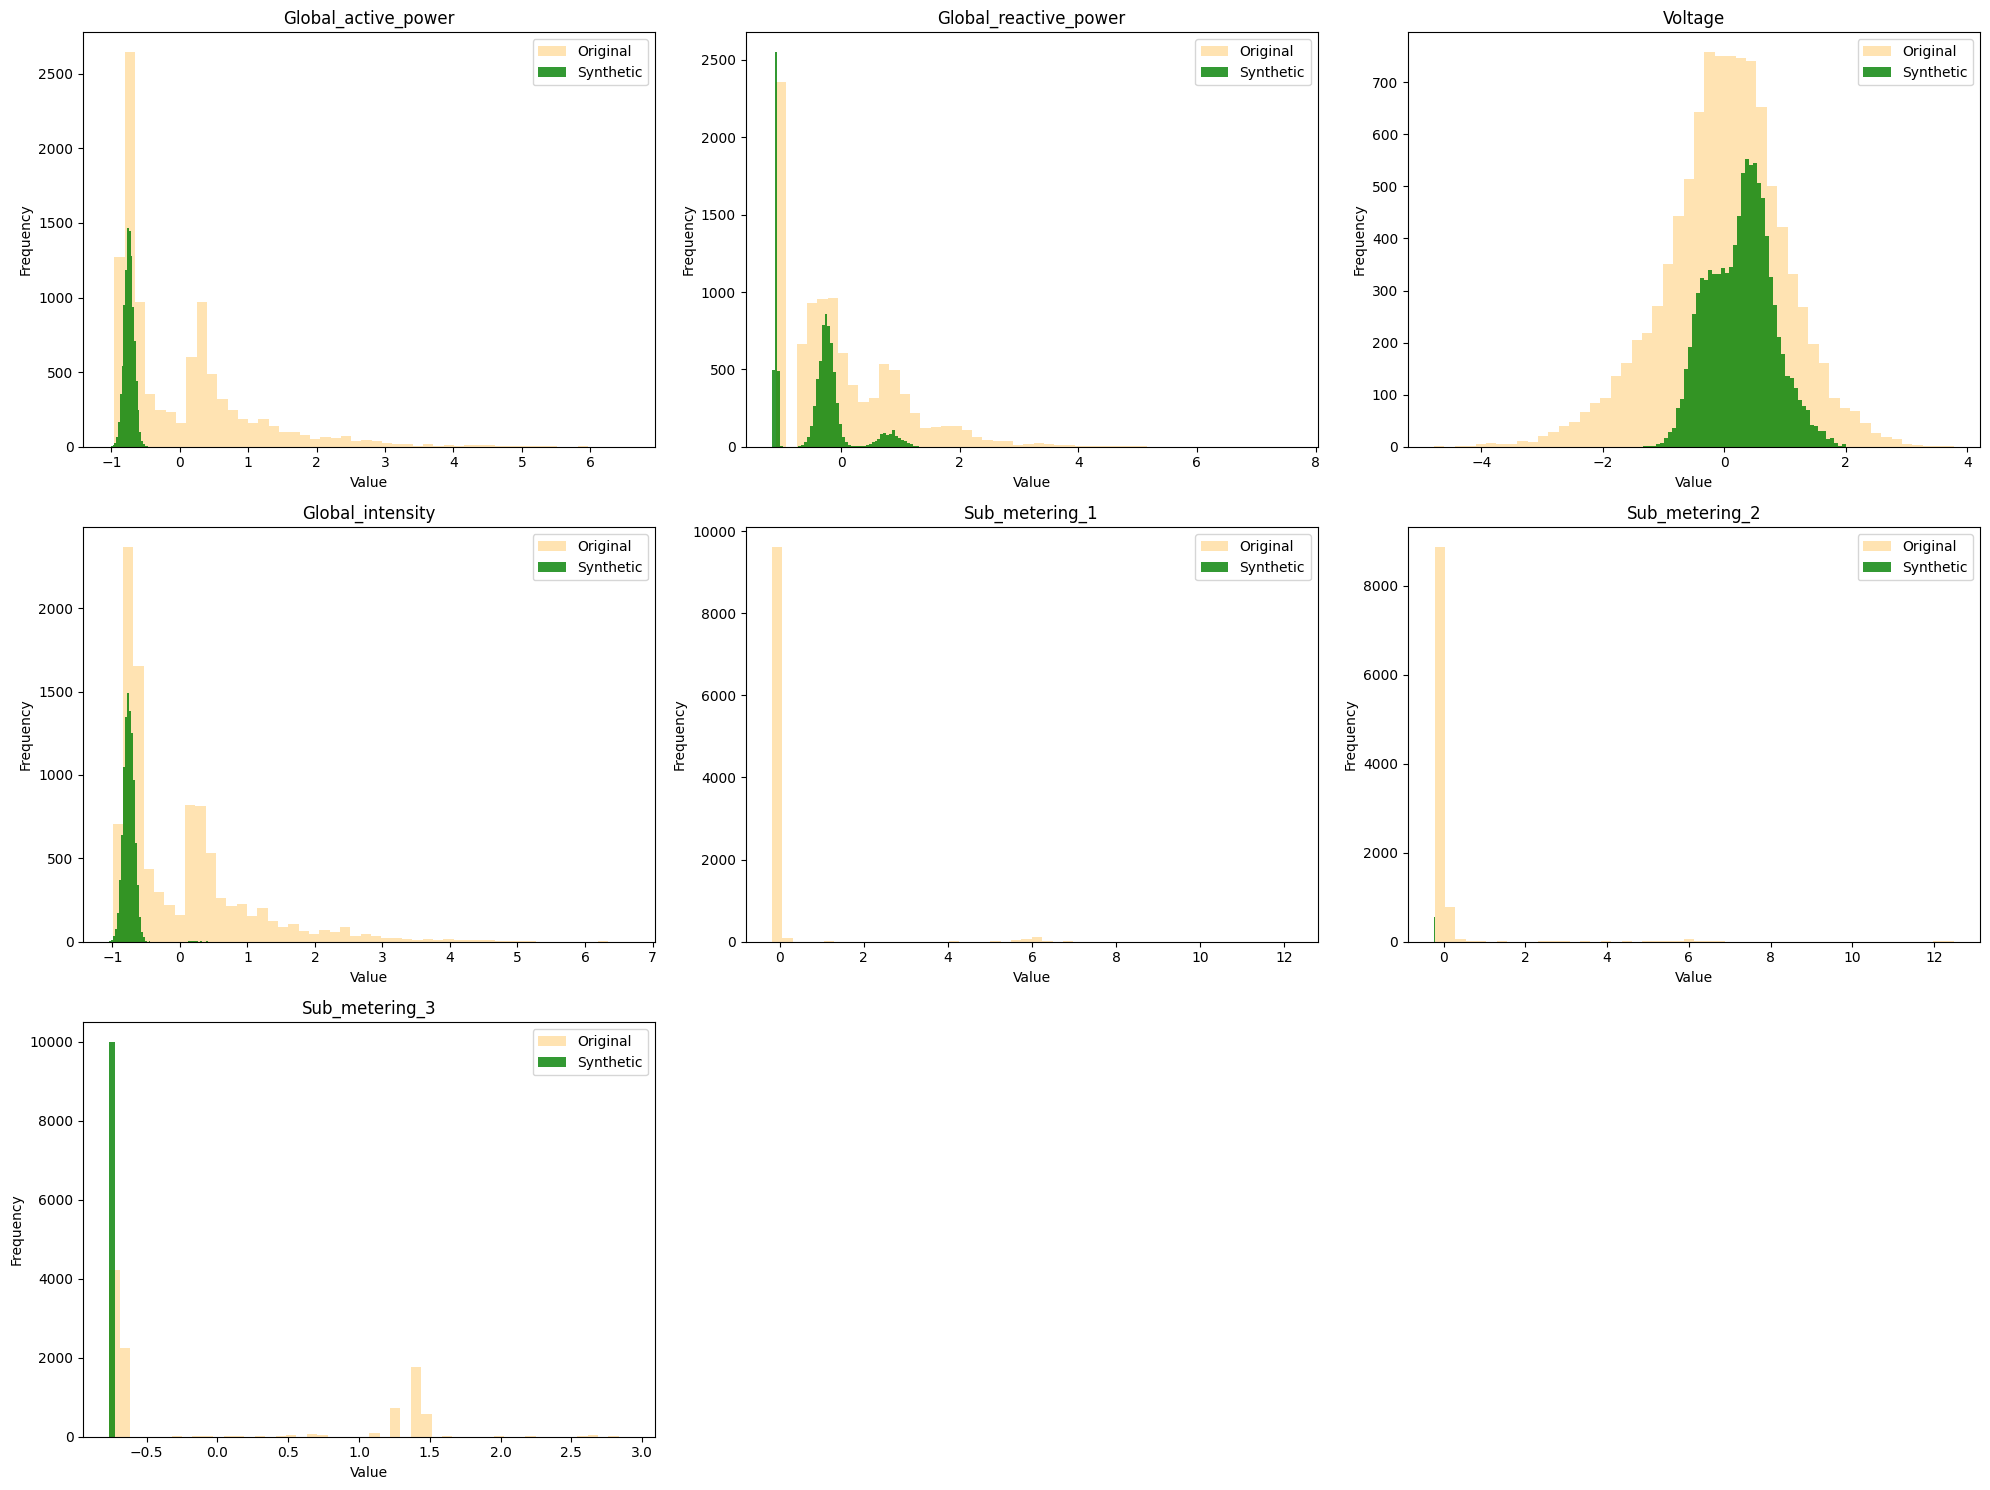 Global_active_power
Original
Synthetic
Frequency
2500
2000
1500
1000
500
0
−1 0 1 2 3 4 5 6
Value
Global_reactive_power
Original
Synthetic
Frequency
2500
2000
1500
1000
500
0
0 2 4 6 8
Value
Voltage
Original
Synthetic
Frequency
700
600
500
400
300
200
100
0
−4 −2 0 2 4
Value
Global_intensity
Original
Synthetic
Frequency
2000
1500
1000
500
0
−1 0 1 2 3 4 5 6 7
Value
Sub_metering_1
Original
Synthetic
Frequency
10000
8000
6000
4000
2000
0
0 2 4 6 8 10 12
Value
Sub_metering_2
Original
Synthetic
Frequency
8000
6000
4000
2000
0
0 2 4 6 8 10 12
Value
Sub_metering_3
Original
Synthetic
Frequency
10000
8000
6000
4000
2000
0
−0.5 0.0 0.5 1.0 1.5 2.0 2.5 3.0
Value